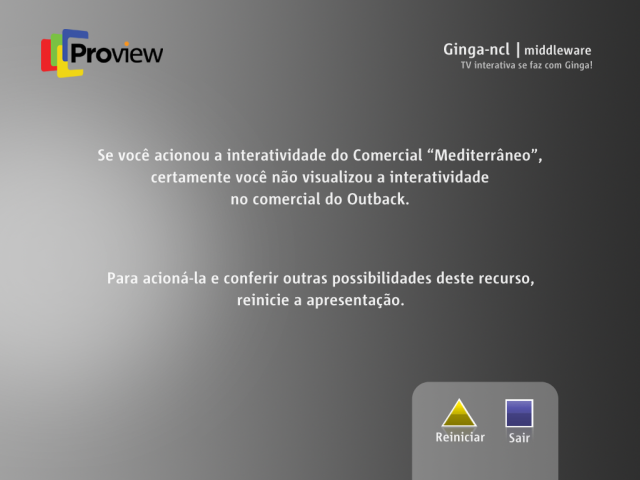 Proview
Ginga-ncl | middleware
TV interativa se faz com Ginga!
Se você acionou a interatividade do Comercial “Mediterrâneo”,
certamente você não visualizou a interatividade
no comercial do Outback.
Para acioná-la e conferir outras possibilidades deste recurso,
reinicie a apresentação.
Reiniciar
Sair